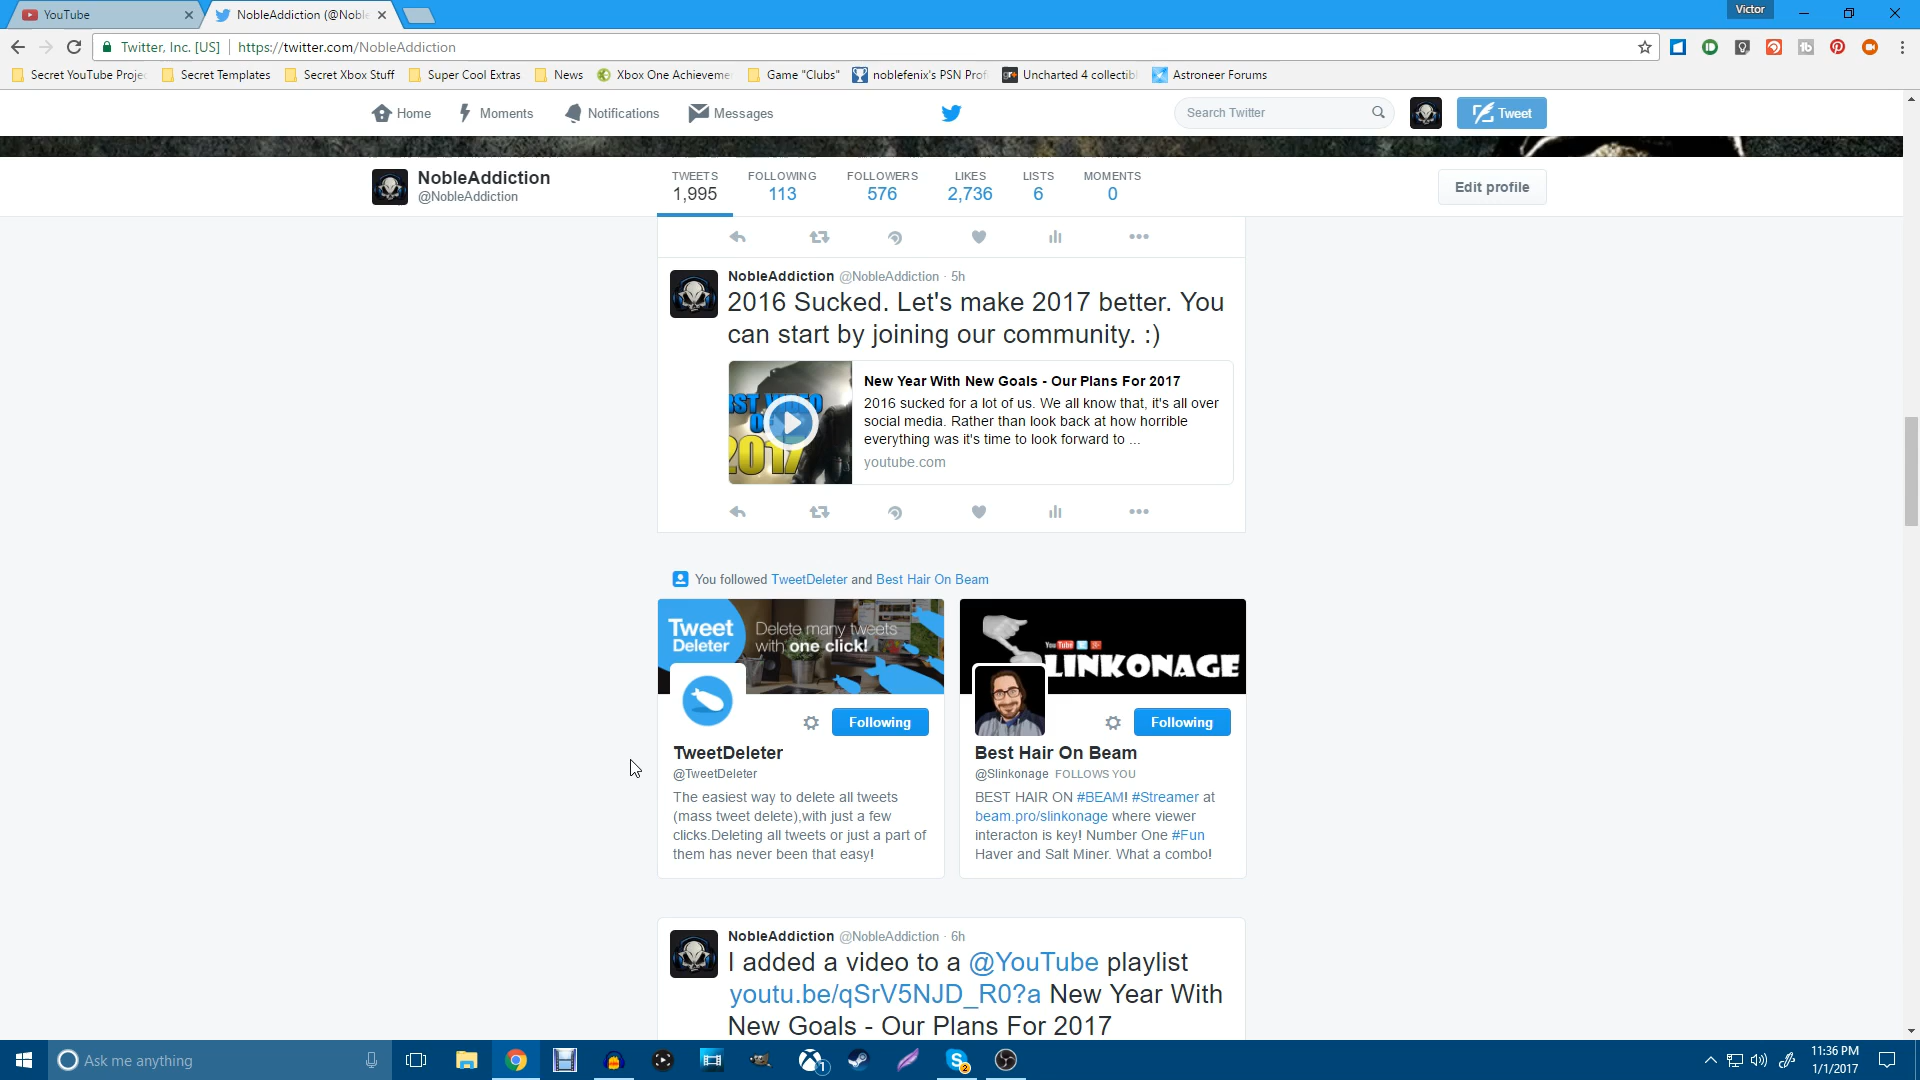 YouTube
NobleAddiction (@Noble
Victor
Twitter, Inc. [US] https://twitter.com/NobleAddiction
Secret YouTube Proje
Secret Templates
Secret Xbox Stuff
Super Cool Extras
News
Xbox One Achieveme
Game "Clubs"
noblefenix's PSN Prof
Uncharted 4 collectib
Astroneer Forums
Home
Moments
Notifications
Messages
Search Twitter
Tweet
NobleAddiction
@NobleAddiction
TWEETS FOLLOWING FOLLOWERS LIKES LISTS MOMENTS
1,995 113 576 2,736 6 0
Edit profile
NobleAddiction @NobleAddiction · 5h
2016 Sucked. Let's make 2017 better. You
can start by joining our community. :)
2017
New Year With New Goals - Our Plans For 2017
2016 sucked for a lot of us. We all know that, it's all over
social media. Rather than look back at how horrible
everything was it's time to look forward to ...
youtube.com
You followed TweetDeleter and Best Hair On Beam
Tweet
Deleter
Delete many tweets
with one click!
Following
TweetDeleter
@TweetDeleter
The easiest way to delete all tweets
(mass tweet delete),with just a few
clicks.Deleting all tweets or just a part of
them has never been that easy!
You Tube
LINKONAGE
Following
Best Hair On Beam
@Slinkonage FOLLOWS YOU
BEST HAIR ON #BEAM! #Streamer at
beam.pro/slinkonage where viewer
interacton is key! Number One #Fun
Haver and Salt Miner. What a combo!
NobleAddiction @NobleAddiction · 6h
I added a video to a @YouTube playlist
youtu.be/qSrV5NJD_R0?a New Year With
New Goals - Our Plans For 2017
Ask me anything
1
2
11:36 PM
1/1/2017